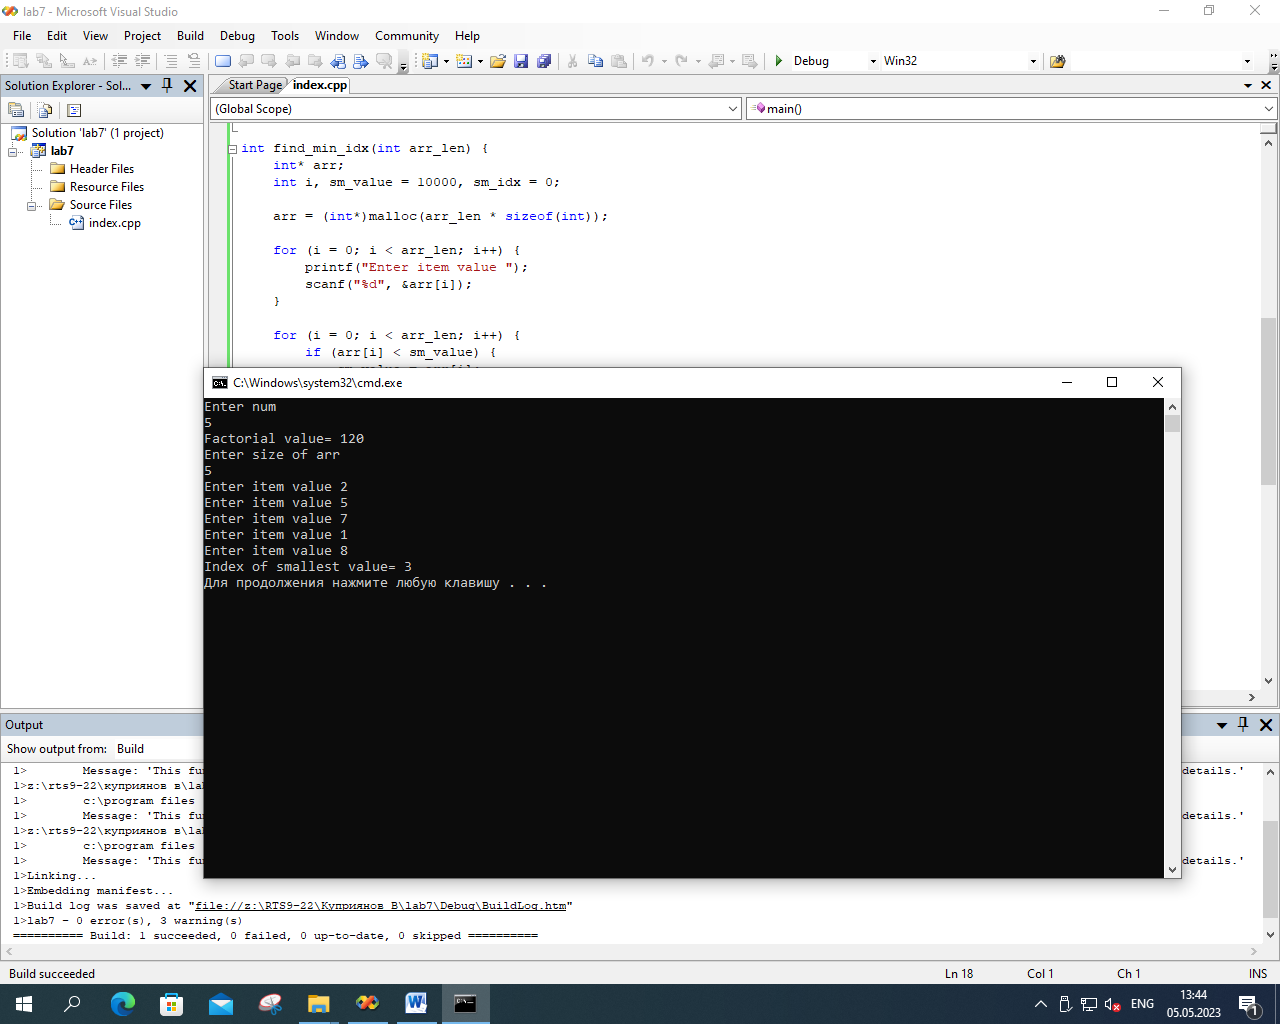 lab7 - Microsoft Visual Studio
File Edit View Project Build Debug Tools Window Community Help
Debug Win32
Solution Explorer - Sol...
Start Page index.cpp
(Global Scope) main()
Solution 'lab7' (1 project)
lab7
Header Files
Resource Files
Source Files
index.cpp
int find_min_idx(int arr_len) {
int* arr;
int i, sm_value = 10000, sm_idx = 0;
arr = (int*)malloc(arr_len * sizeof(int));
for (i = 0; i < arr_len; i++) {
printf("Enter item value ");
scanf("%d", &arr[i]);
}
for (i = 0; i < arr_len; i++) {
if (arr[i] < sm_value) {
C:\Windows\system32\cmd.exe
Enter num
5
Factorial value= 120
Enter size of arr
5
Enter item value 2
Enter item value 5
Enter item value 7
Enter item value 1
Enter item value 8
Index of smallest value= 3
Для продолжения нажмите любую клавишу . . .
Output
Show output from: Build
1> Message: 'This fu details.'
1>z:\rts9-22\куприянов в\la
1> c:\program files
1> Message: 'This fu details.'
1>z:\rts9-22\куприянов в\la
1> c:\program files
1> Message: 'This fu details.'
1>Linking...
1>Embedding manifest...
1>Build log was saved at "file://z:\RTS9-22\Куприянов В\lab7\Debug\BuildLog.htm"
1>lab7 - 0 error(s), 3 warning(s)
========== Build: 1 succeeded, 0 failed, 0 up-to-date, 0 skipped ==========
Build succeeded Ln 18 Col 1 Ch 1 INS
ENG 13:44
05.05.2023 1